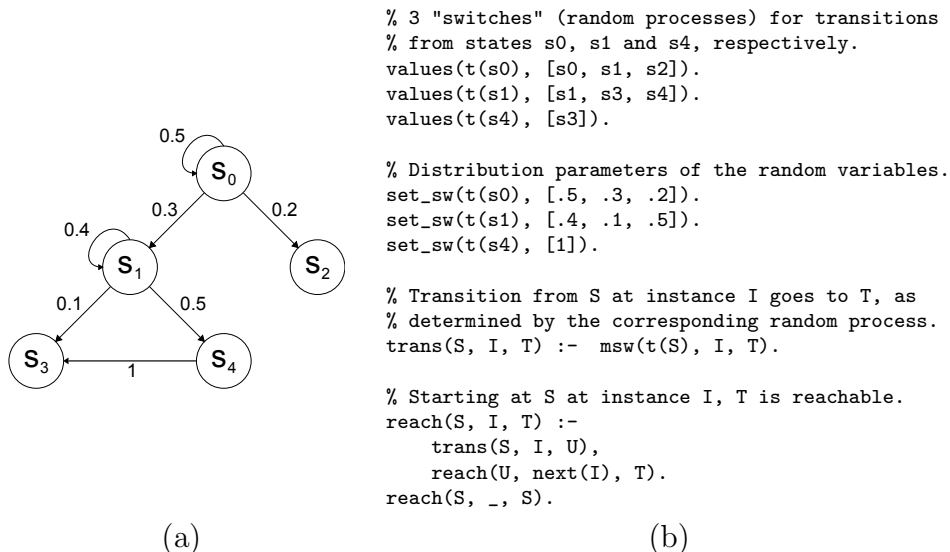 0.5
S0
0.3
0.2
0.4
S1
S2
0.1
0.5
S3
S4
1
(a)
% 3 "switches" (random processes) for transitions
% from states s0, s1 and s4, respectively.
values(t(s0), [s0, s1, s2]).
values(t(s1), [s1, s3, s4]).
values(t(s4), [s3]).
% Distribution parameters of the random variables.
set_sw(t(s0), [.5, .3, .2]).
set_sw(t(s1), [.4, .1, .5]).
set_sw(t(s4), [1]).
% Transition from S at instance I goes to T, as
% determined by the corresponding random process.
trans(S, I, T) :-  msw(t(S), I, T).
% Starting at S at instance I, T is reachable.
reach(S, I, T) :-
    trans(S, I, U),
    reach(U, next(I), T).
reach(S, _, S).
(b)